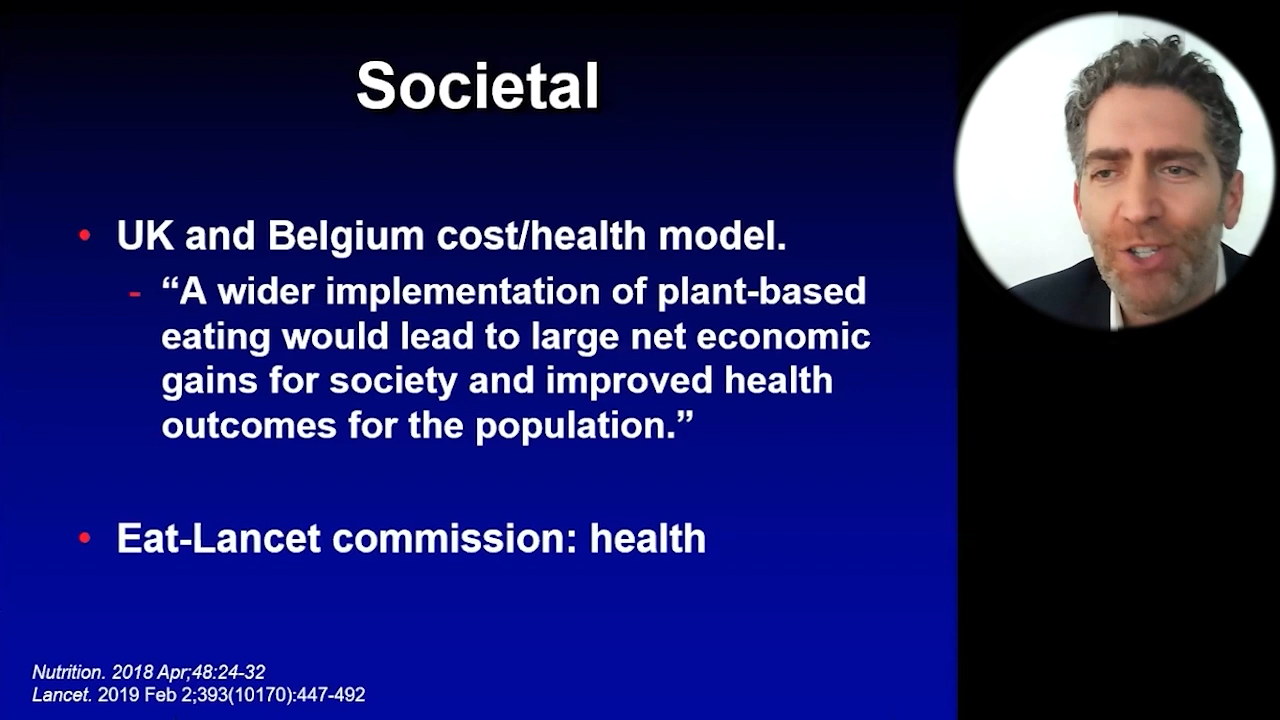 Societal
• UK and Belgium cost/health model.
- “A wider implementation of plant-based
eating would lead to large net economic
gains for society and improved health
outcomes for the population.”
• Eat-Lancet commission: health
Nutrition. 2018 Apr;48:24-32
Lancet. 2019 Feb 2;393(10170):447-492